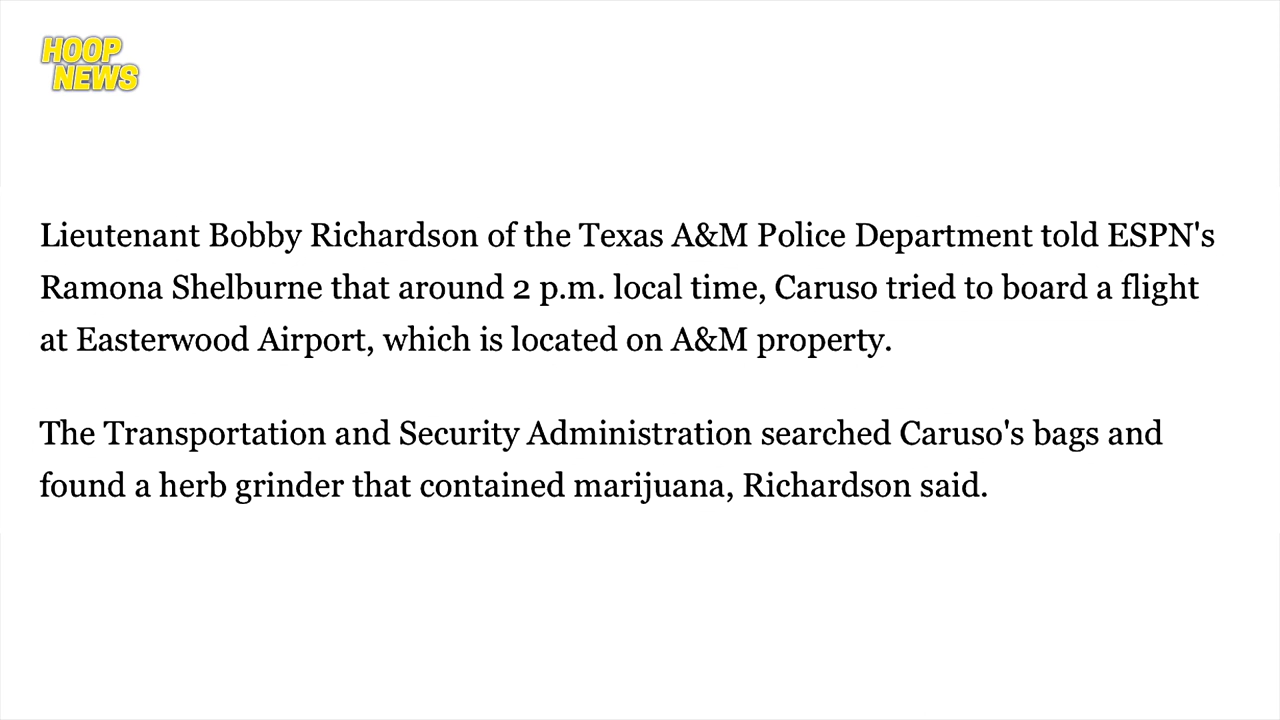 HOOP
NEWS
Lieutenant Bobby Richardson of the Texas A&M Police Department told ESPN's
Ramona Shelburne that around 2 p.m. local time, Caruso tried to board a flight
at Easterwood Airport, which is located on A&M property.
The Transportation and Security Administration searched Caruso's bags and
found a herb grinder that contained marijuana, Richardson said.